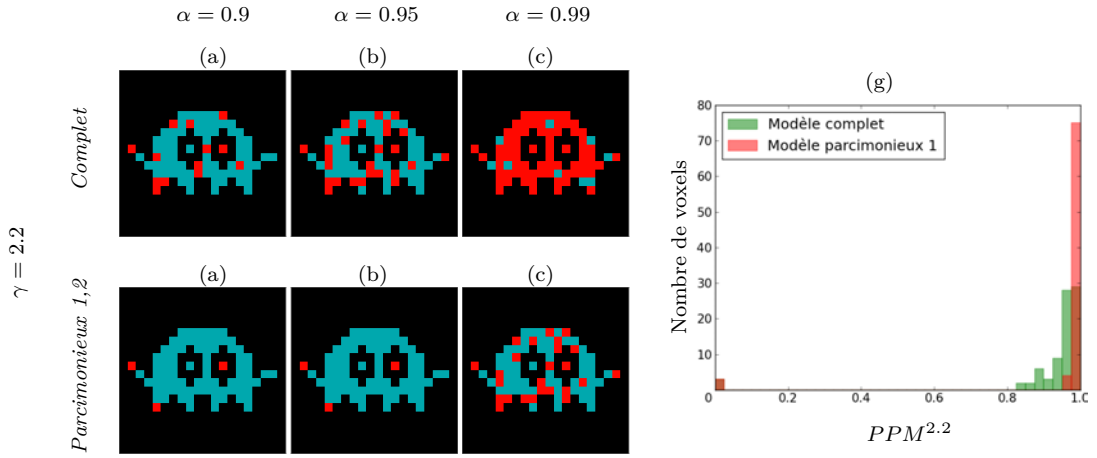 α = 0.9 α = 0.95 α = 0.99
(a) (b) (c)
Complet
γ = 2.2
(a) (b) (c)
Parcimonieux 1,2
(g)
80
70
60
50
40
30
20
10
0
Nombre de voxels
Modèle complet
Modèle parcimonieux 1
0.2 0.4 0.6 0.8 1.0
PPM^2.2